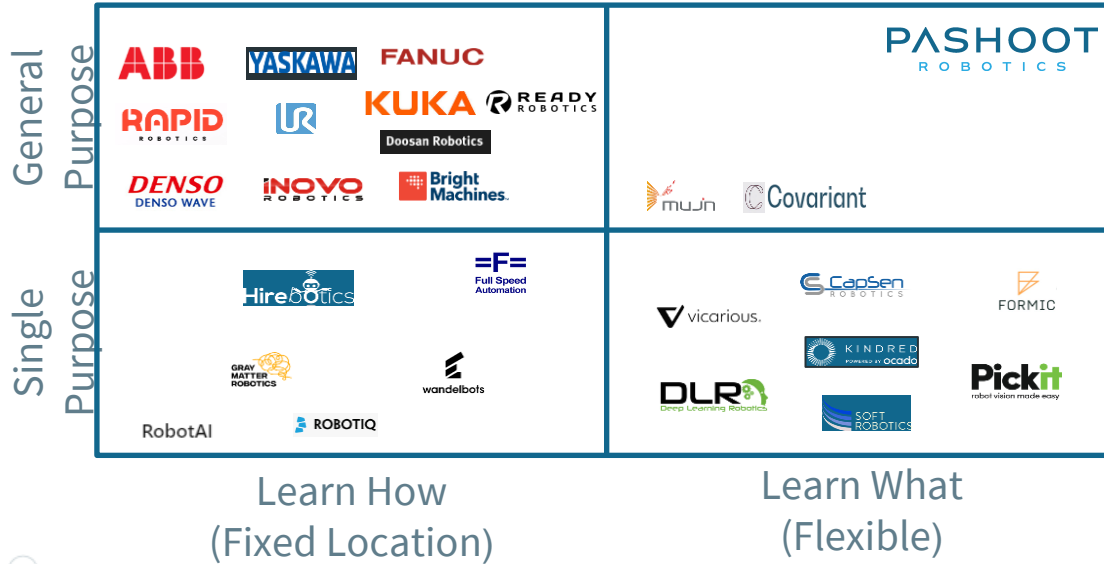 General
Purpose
ABB
YASKAWA
FANUC
RAPID
ROBOTICS
UR
KUKA
READY
ROBOTICS
Doosan Robotics
DENSO
DENSO WAVE
iNOVO
ROBOTICS
Bright
Machines
PASHOOT
ROBOTICS
mujin
Covariant
Single
Purpose
Hirebotics
=F=
Full Speed
Automation
GRAY
MATTER
ROBOTICS
wandelbots
RobotAI
ROBOTIQ
CapSen
ROBOTICS
FORMIC
vicarious.
KINDRED
POWERED BY ocado
DLR
Deep Learning Robotics
Pickit
robot vision made easy
SOFT
ROBOTICS
Learn How
(Fixed Location)
Learn What
(Flexible)